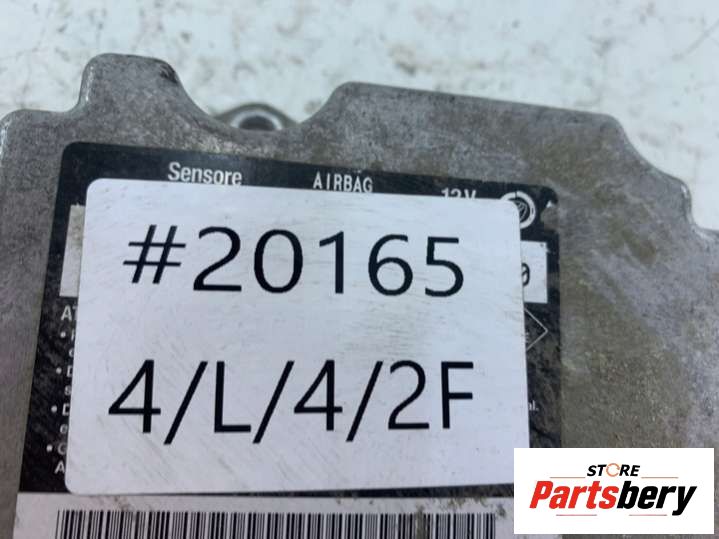 Sensore AIRBAG 12V
#20165
4/L/4/2F
STORE
Partsbery